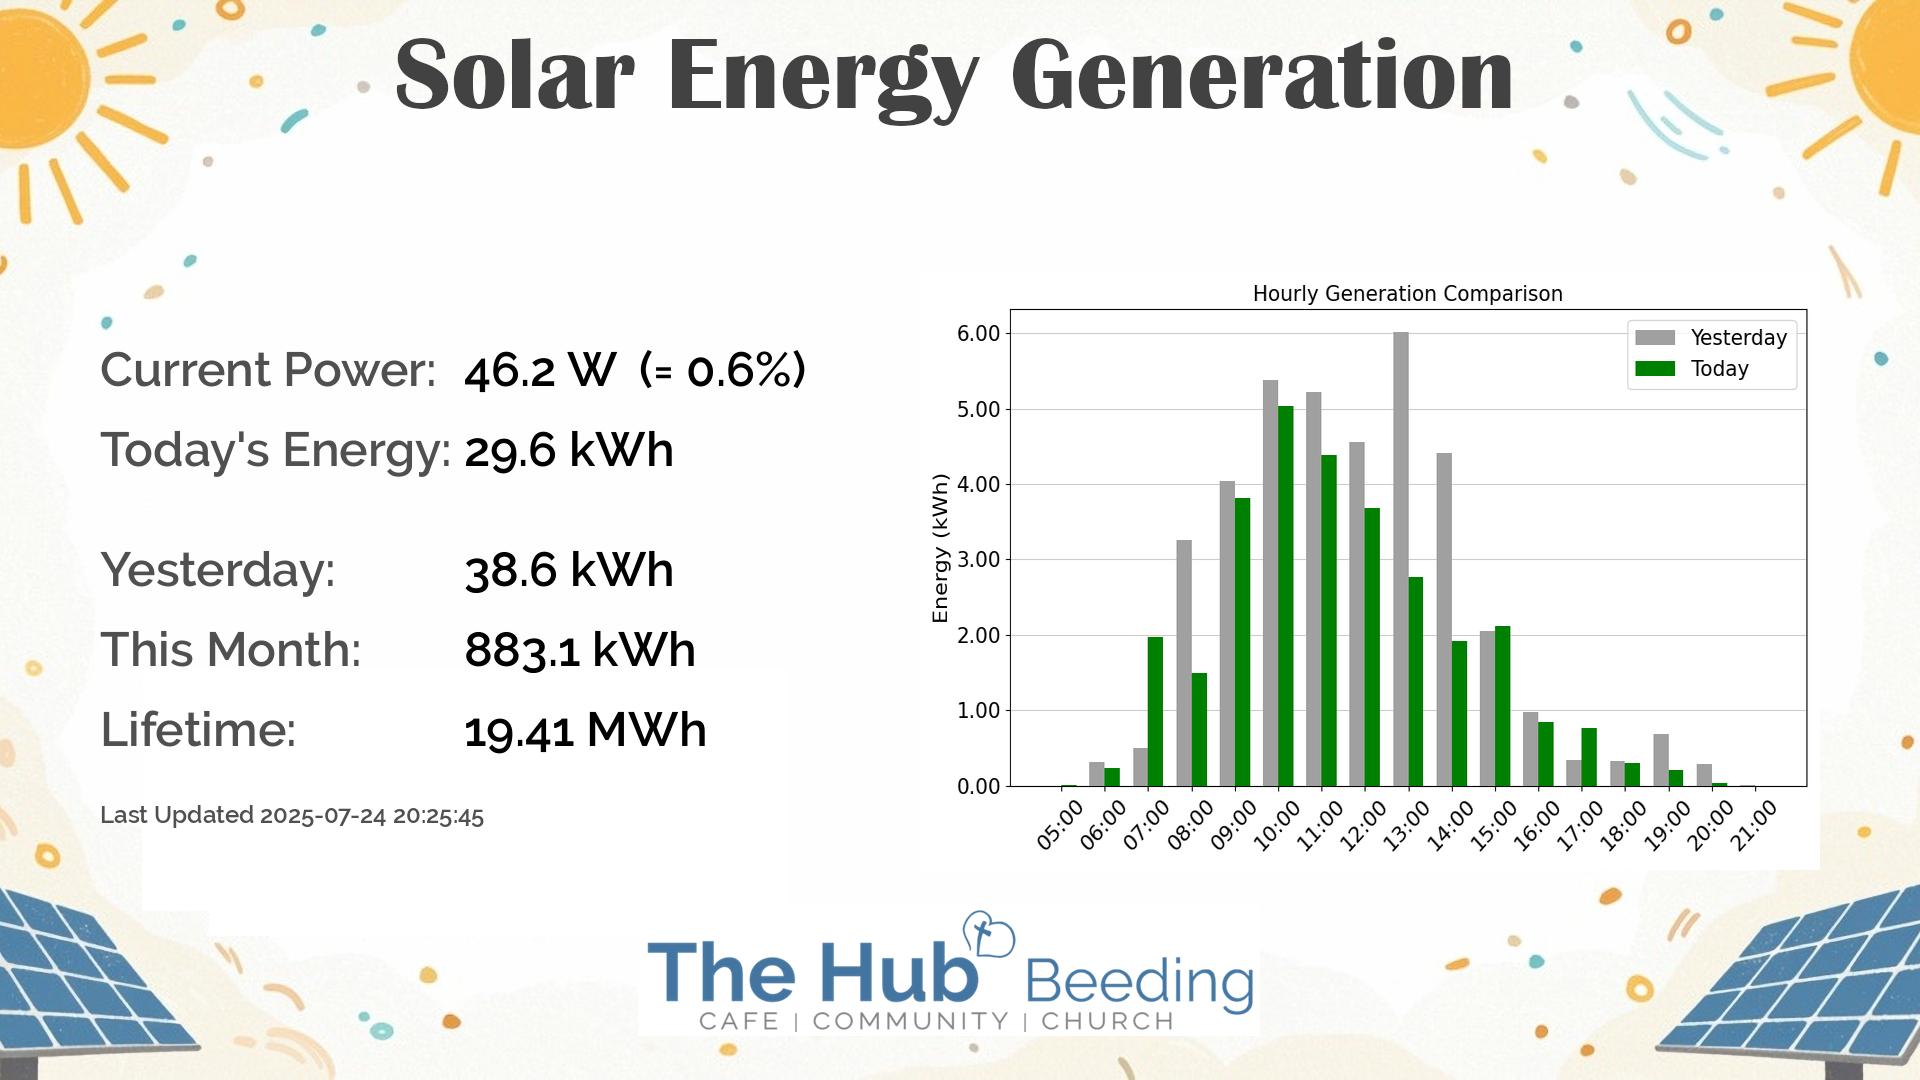 Solar Energy Generation
Current Power: 46.2 W (= 0.6%)
Today's Energy: 29.6 kWh
Yesterday: 38.6 kWh
This Month: 883.1 kWh
Lifetime: 19.41 MWh
Last Updated 2025-07-24 20:25:45
Hourly Generation Comparison
Yesterday
Today
Energy (kWh)
6.00
5.00
4.00
3.00
2.00
1.00
0.00
05:00 06:00 07:00 08:00 09:00 10:00 11:00 12:00 13:00 14:00 15:00 16:00 17:00 18:00 19:00 20:00 21:00
The Hub Beeding
CAFE | COMMUNITY | CHURCH